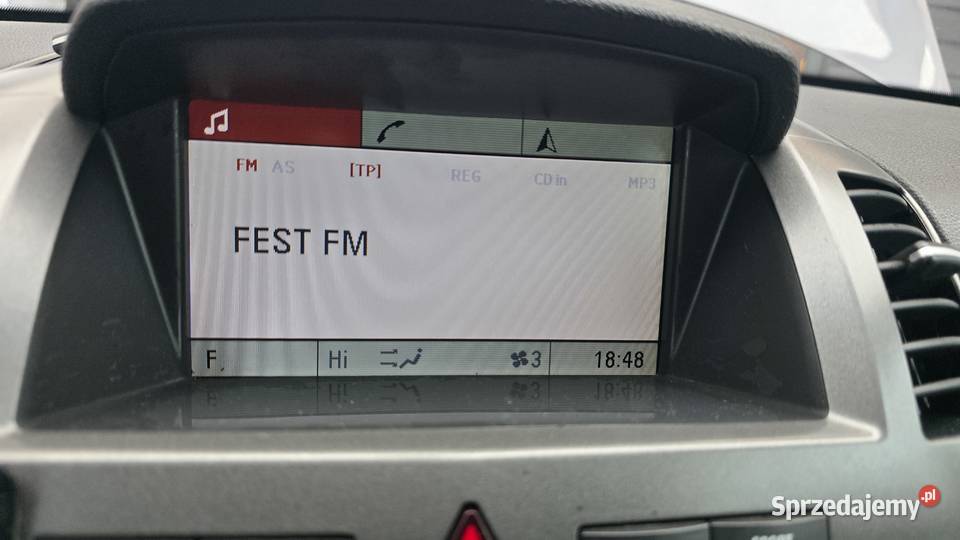 FM AS [TP] REG CD in MP3
FEST FM
F Hi 3 18:48
Sprzedajemy.pl